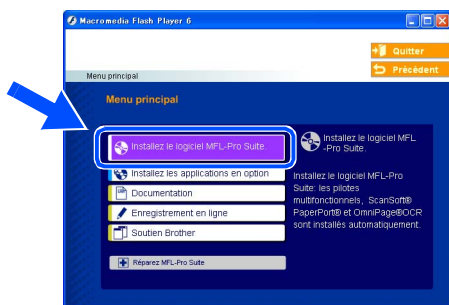 Macromedia Flash Player 6
Quitter
Précédent
Menu principal
Menu principal
Installez le logiciel MFL-Pro Suite.
Installez les applications en option
Documentation
Enregistrement en ligne
Soutien Brother
Réparez MFL-Pro Suite
Installez le logiciel MFL
-Pro Suite.
Installez le logiciel MFL-Pro
Suite: les pilotes
multifonctionnels, ScanSoft®
PaperPort® et OmniPage®OCR
sont installés automatiquement.